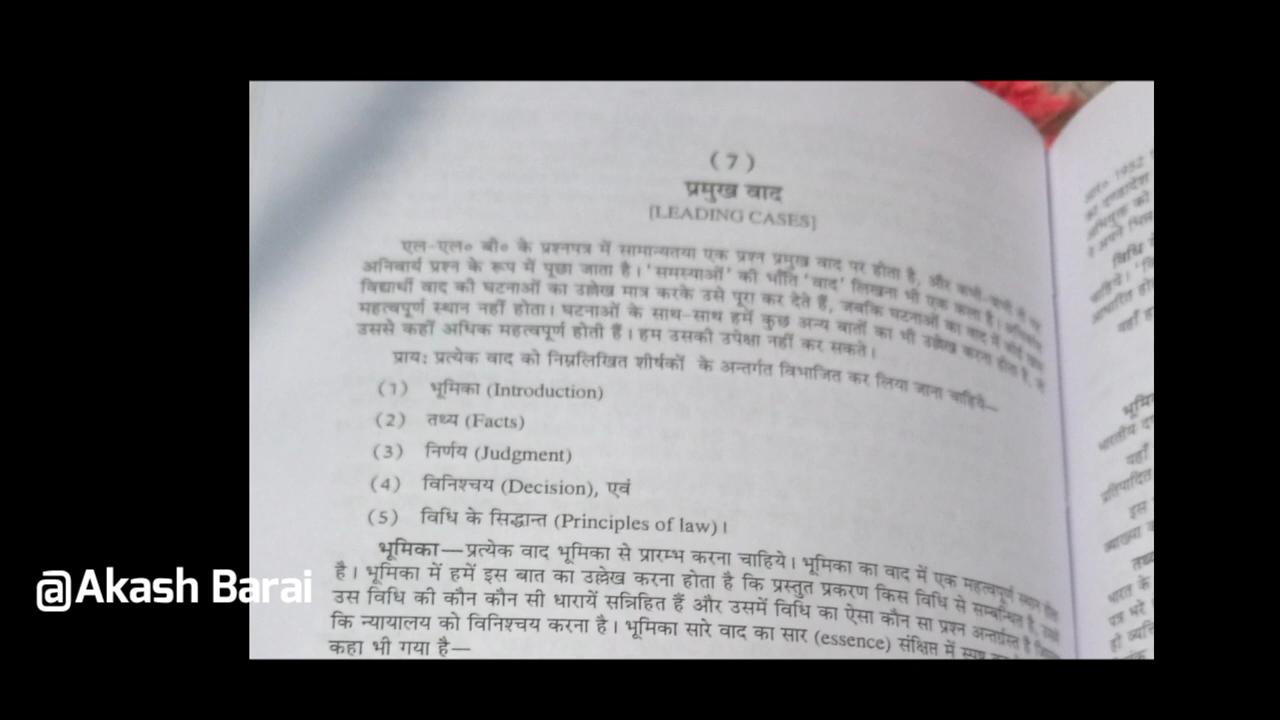 (7)
प्रमुख वाद
[LEADING CASES]
एल-एल० बी० के प्रश्नपत्र में सामान्यतया एक प्रश्न प्रमुख वाद पर होता है, और कभी-कभी
अनिवार्य प्रश्न के रूप में पूछा जाता है। 'समस्याओं' की भाँति 'वाद' लिखना भी एक कला है।
विद्यार्थी वाद की घटनाओं का उल्लेख मात्र करके उसे पूरा कर देते हैं, जबकि घटनाओं का वाद में कोई
महत्वपूर्ण स्थान नहीं होता। घटनाओं के साथ-साथ हमें कुछ अन्य बातों का भी उल्लेख करना होता है, जो
उससे कहीं अधिक महत्वपूर्ण होती हैं। हम उसकी उपेक्षा नहीं कर सकते।
प्राय: प्रत्येक वाद को निम्नलिखित शीर्षकों के अन्तर्गत विभाजित कर लिया जाना चाहिये—
(1) भूमिका (Introduction)
(2) तथ्य (Facts)
(3) निर्णय (Judgment)
(4) विनिश्चय (Decision), एवं
(5) विधि के सिद्धान्त (Principles of law)।
भूमिका—प्रत्येक वाद भूमिका से प्रारम्भ करना चाहिये। भूमिका का वाद में एक महत्वपूर्ण स्थान
है। भूमिका में हमें इस बात का उल्लेख करना होता है कि प्रस्तुत प्रकरण किस विधि से सम्बन्धित है,
उस विधि की कौन कौन सी धारायें सन्निहित हैं और उसमें विधि का ऐसा कौन सा प्रश्न अन्तर्ग्रस्त है
कि न्यायालय को विनिश्चय करना है। भूमिका सारे वाद का सार (essence) संक्षिप्त में स्पष्ट
कहा भी गया है—
@Akash Barai